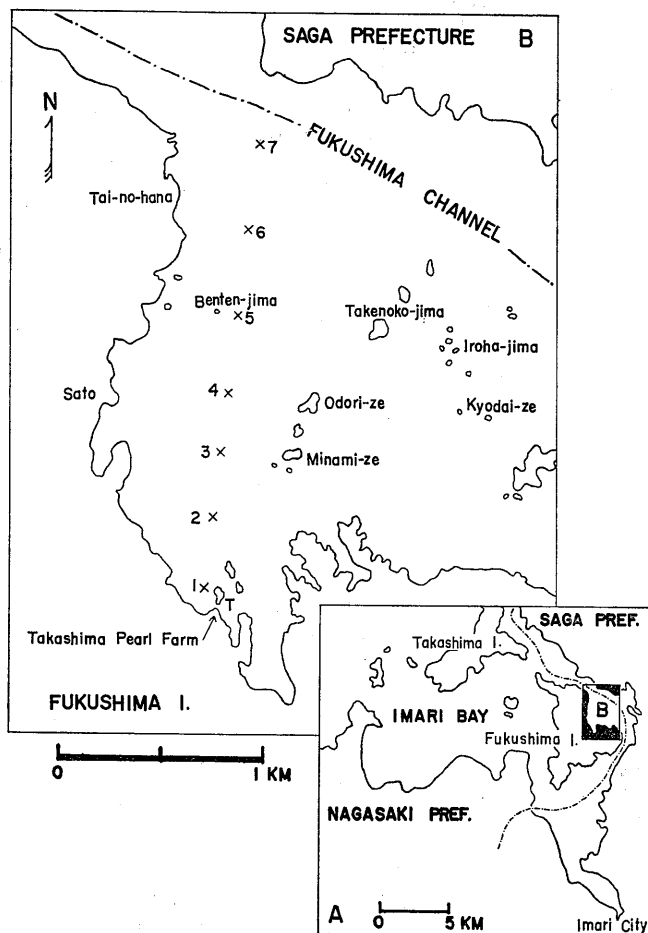 SAGA PREFECTURE B
N
×7
FUKUSHIMA CHANNEL
Tai-no-hana
×6
Benten-jima
×5
Takenoko-jima
Iroha-jima
Sato
4×
Odori-ze
Kyodai-ze
3×
Minami-ze
2×
1×
T
Takashima Pearl Farm
FUKUSHIMA I.
0 1 KM
SAGA PREF.
Takashima I.
IMARI BAY
B
Fukushima I.
NAGASAKI PREF.
A
0 5 KM
Imari City